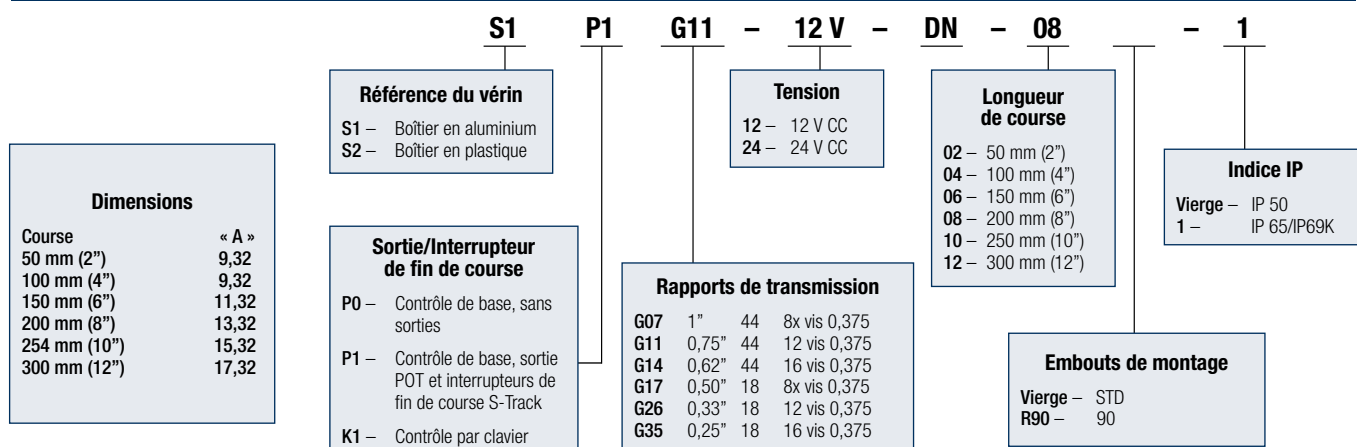 S1 P1 G11 – 12 V – DN – 08 – 1
Référence du vérin
S1 – Boîtier en aluminium
S2 – Boîtier en plastique
Tension
12 – 12 V CC
24 – 24 V CC
Longueur
de course
02 – 50 mm (2”)
04 – 100 mm (4”)
06 – 150 mm (6”)
08 – 200 mm (8”)
10 – 250 mm (10”)
12 – 300 mm (12”)
Indice IP
Vierge – IP 50
1 – IP 65/IP69K
Dimensions
Course « A »
50 mm (2”) 9,32
100 mm (4”) 9,32
150 mm (6”) 11,32
200 mm (8”) 13,32
254 mm (10”) 15,32
300 mm (12”) 17,32
Sortie/Interrupteur
de fin de course
P0 – Contrôle de base, sans
sorties
P1 – Contrôle de base, sortie
POT et interrupteurs de
fin de course S-Track
K1 – Contrôle par clavier
Rapports de transmission
G07 1” 44 8x vis 0,375
G11 0,75” 44 12 vis 0,375
G14 0,62” 44 16 vis 0,375
G17 0,50” 18 8x vis 0,375
G26 0,33” 18 12 vis 0,375
G35 0,25” 18 16 vis 0,375
Embouts de montage
Vierge – STD
R90 – 90